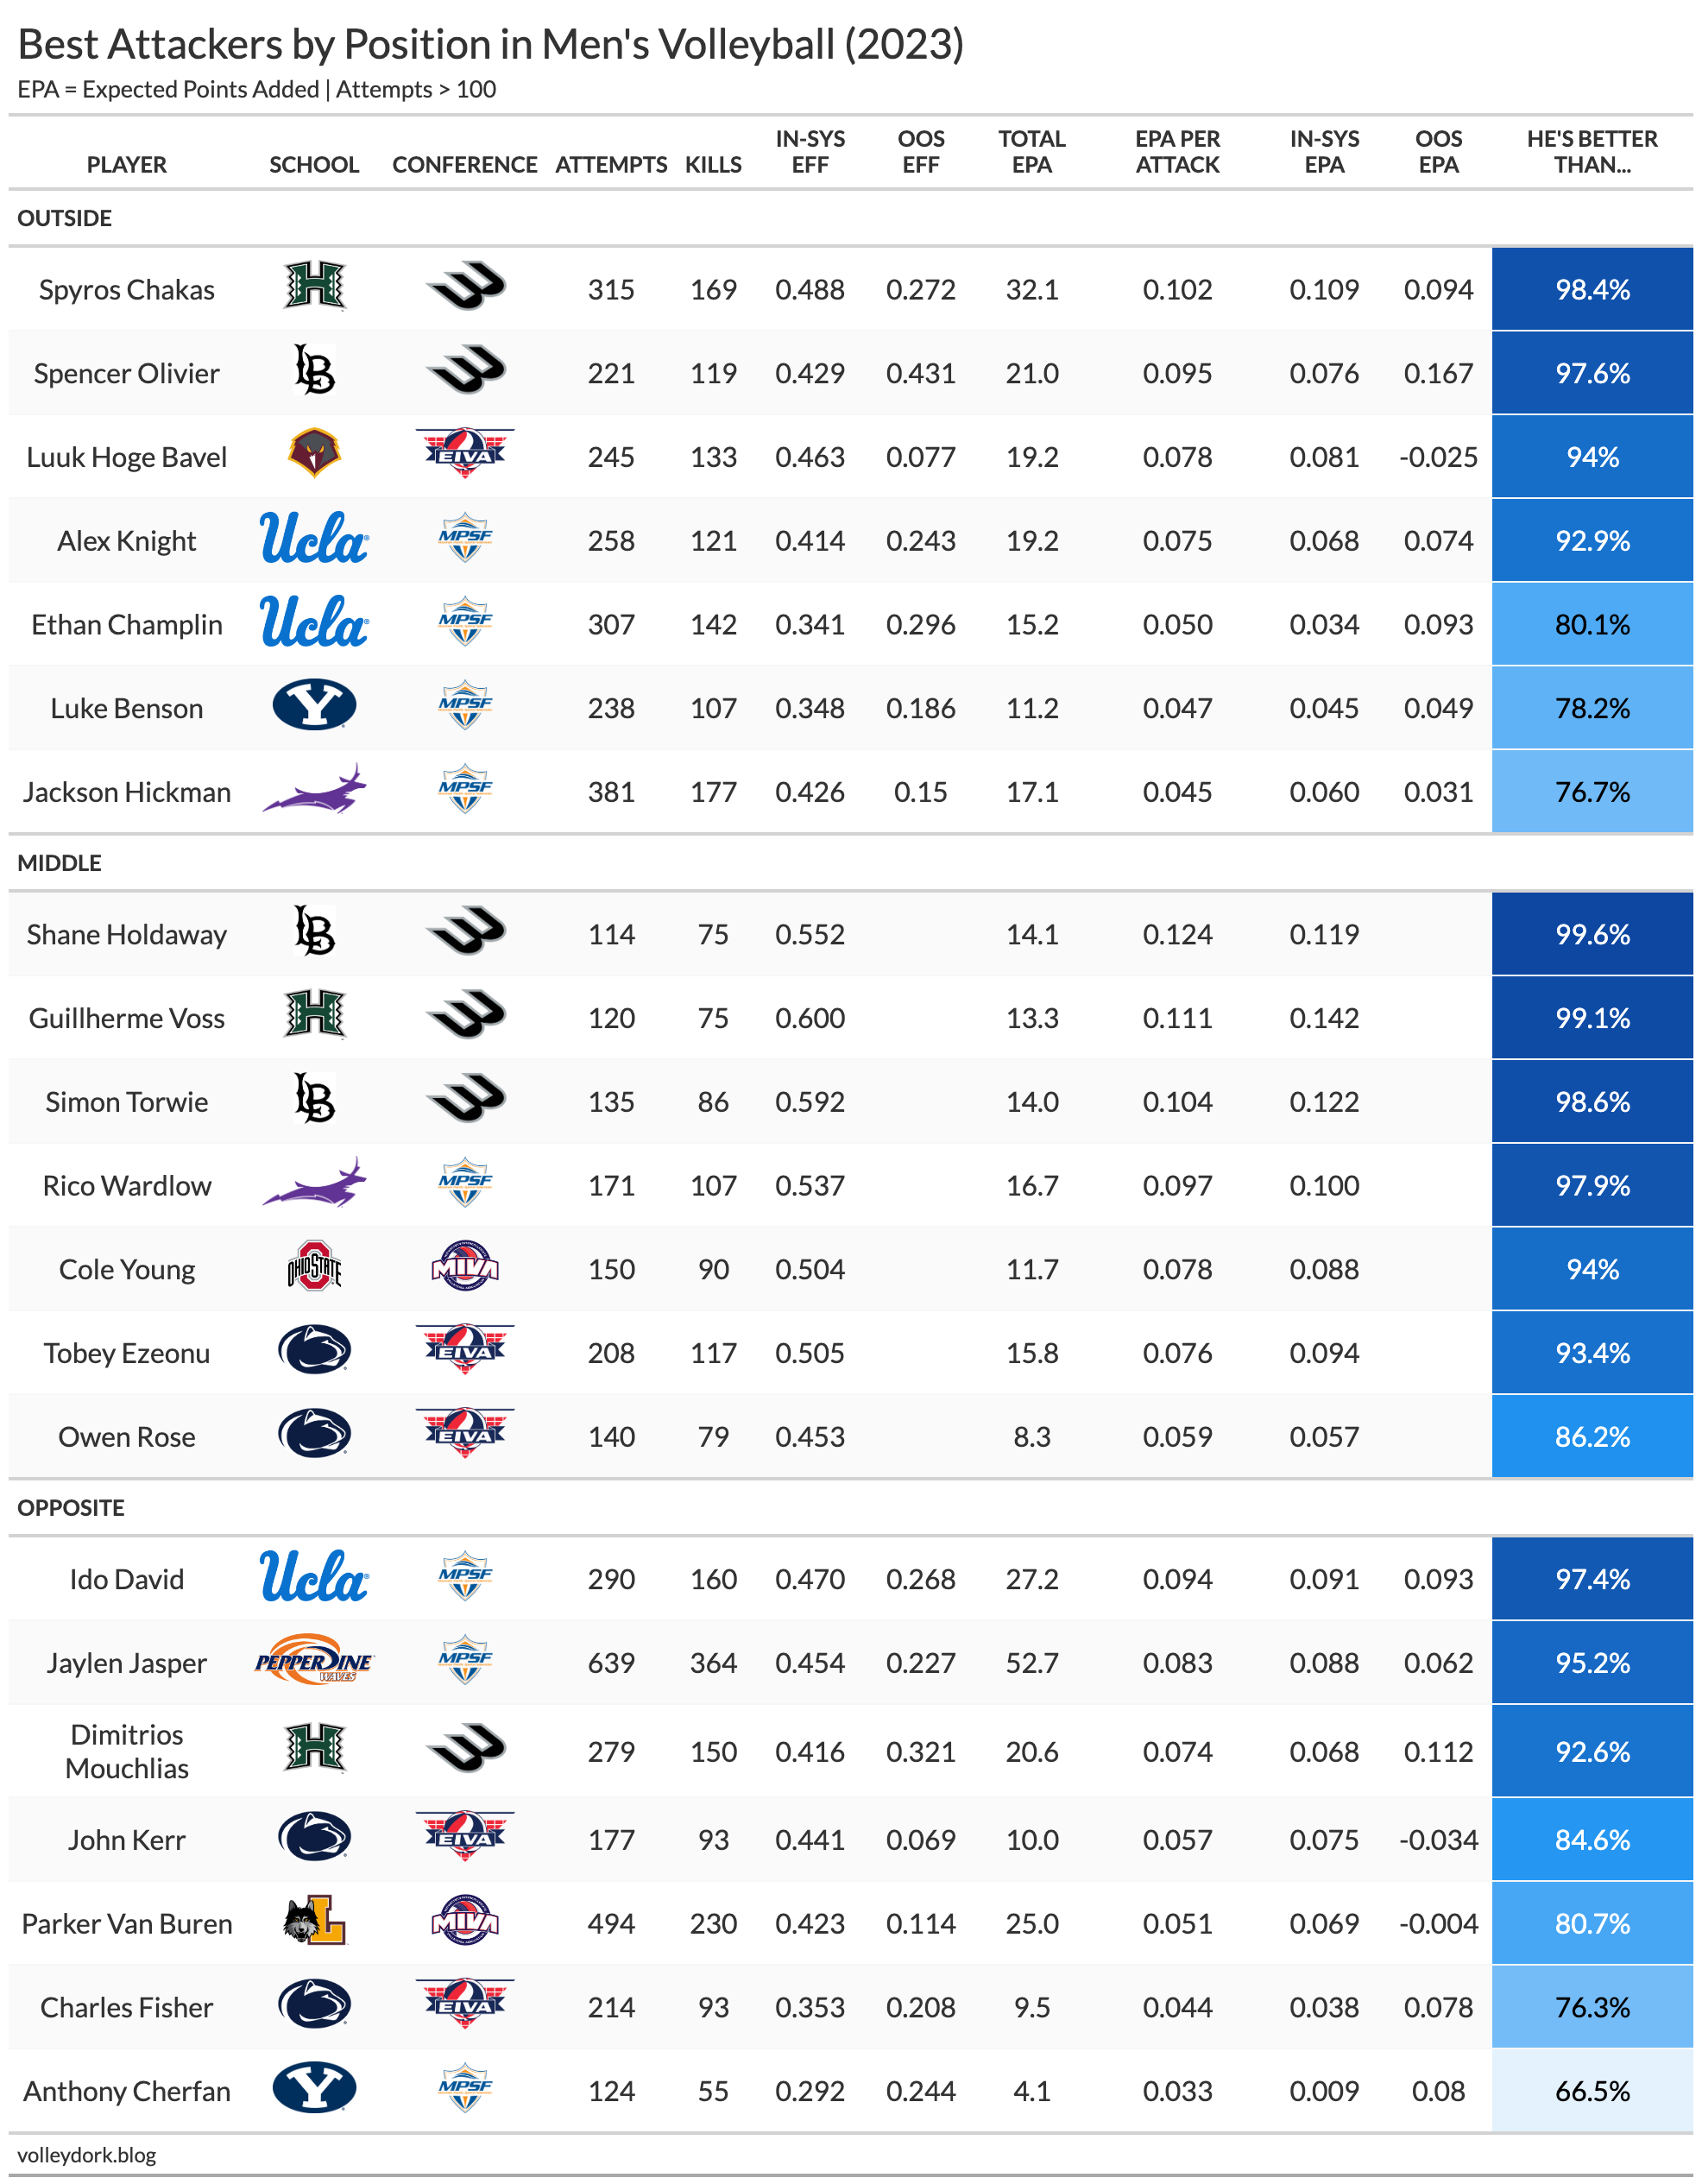 Best Attackers by Position in Men's Volleyball (2023)
EPA = Expected Points Added | Attempts > 100
PLAYER SCHOOL CONFERENCE ATTEMPTS KILLS IN-SYS EFF OOS EFF TOTAL EPA EPA PER ATTACK IN-SYS EPA OOS EPA HE'S BETTER THAN...
OUTSIDE
Spyros Chakas H 315 169 0.488 0.272 32.1 0.102 0.109 0.094 98.4%
Spencer Olivier LB 221 119 0.429 0.431 21.0 0.095 0.076 0.167 97.6%
Luuk Hoge Bavel EIVA 245 133 0.463 0.077 19.2 0.078 0.081 -0.025 94%
Alex Knight Ucla MPSF 258 121 0.414 0.243 19.2 0.075 0.068 0.074 92.9%
Ethan Champlin Ucla MPSF 307 142 0.341 0.296 15.2 0.050 0.034 0.093 80.1%
Luke Benson Y MPSF 238 107 0.348 0.186 11.2 0.047 0.045 0.049 78.2%
Jackson Hickman MPSF 381 177 0.426 0.15 17.1 0.045 0.060 0.031 76.7%
MIDDLE
Shane Holdaway LB 114 75 0.552 14.1 0.124 0.119 99.6%
Guillherme Voss H 120 75 0.600 13.3 0.111 0.142 99.1%
Simon Torwie LB 135 86 0.592 14.0 0.104 0.122 98.6%
Rico Wardlow MPSF 171 107 0.537 16.7 0.097 0.100 97.9%
Cole Young OHIO STATE MIVA 150 90 0.504 11.7 0.078 0.088 94%
Tobey Ezeonu EIVA 208 117 0.505 15.8 0.076 0.094 93.4%
Owen Rose EIVA 140 79 0.453 8.3 0.059 0.057 86.2%
OPPOSITE
Ido David Ucla MPSF 290 160 0.470 0.268 27.2 0.094 0.091 0.093 97.4%
Jaylen Jasper PEPPERDINE WAVES MPSF 639 364 0.454 0.227 52.7 0.083 0.088 0.062 95.2%
Dimitrios
Mouchlias H 279 150 0.416 0.321 20.6 0.074 0.068 0.112 92.6%
John Kerr EIVA 177 93 0.441 0.069 10.0 0.057 0.075 -0.034 84.6%
Parker Van Buren L MIVA 494 230 0.423 0.114 25.0 0.051 0.069 -0.004 80.7%
Charles Fisher EIVA 214 93 0.353 0.208 9.5 0.044 0.038 0.078 76.3%
Anthony Cherfan Y MPSF 124 55 0.292 0.244 4.1 0.033 0.009 0.08 66.5%
volleydork.blog